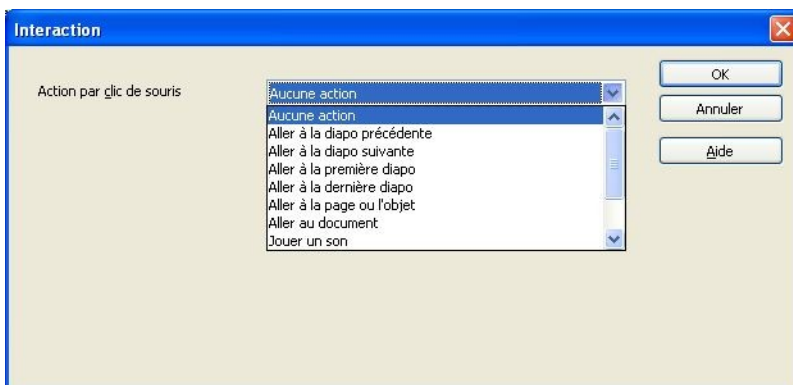 Interaction
Action par clic de souris
Aucune action
Aucune action
Aller à la diapo précédente
Aller à la diapo suivante
Aller à la première diapo
Aller à la dernière diapo
Aller à la page ou l'objet
Aller au document
Jouer un son
OK
Annuler
Aide